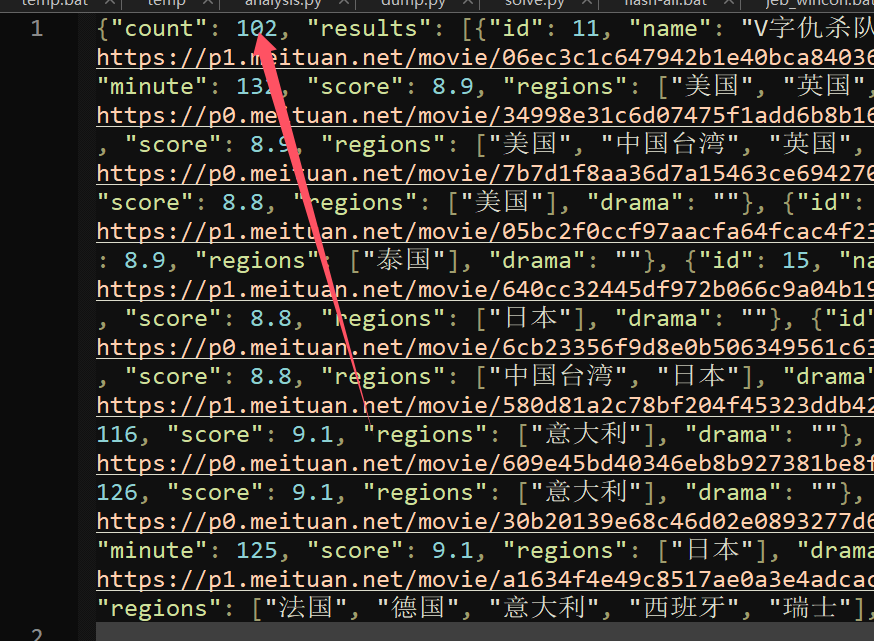 temp.bat temp analysis.py dump.py solve.py flash-all.bat jeb_wincon.bat
1 {"count": 102, "results": [{"id": 11, "name": "V字仇杀队
https://p0.meituan.net/movie/06ec3c1c647942b1e40bca84036
"minute": 132, "score": 8.9, "regions": ["美国", "英国",
https://p0.meituan.net/movie/34998e31c6d07475f1add6b8b16
, "score": 8.9, "regions": ["美国", "中国台湾", "英国",
https://p0.meituan.net/movie/7b7d1f8aa36d7a15463ce694270
"score": 8.8, "regions": ["美国"], "drama": ""}, {"id":
https://p1.meituan.net/movie/05bc2f0ccf97aacfa64fcac4f23
: 8.9, "regions": ["泰国"], "drama": ""}, {"id": 15, "na
https://p1.meituan.net/movie/640cc32445df972b066c9a04b19
, "score": 8.8, "regions": ["日本"], "drama": ""}, {"id"
https://p0.meituan.net/movie/6cb23356f9d8e0b506349561c63
, "score": 8.8, "regions": ["中国台湾", "日本"], "drama"
https://p1.meituan.net/movie/580d81a2c78bf204f45323ddb42
116, "score": 9.1, "regions": ["意大利"], "drama": ""},
https://p0.meituan.net/movie/609e45bd40346eb8b927381be8f
126, "score": 9.1, "regions": ["意大利"], "drama": ""},
https://p0.meituan.net/movie/30b20139e68c46d02e0893277d6
"minute": 125, "score": 9.1, "regions": ["日本"], "drama
https://p1.meituan.net/movie/a1634f4e49c8517ae0a3e4adcac
"regions": ["法国", "德国", "意大利", "西班牙", "瑞士"],
2